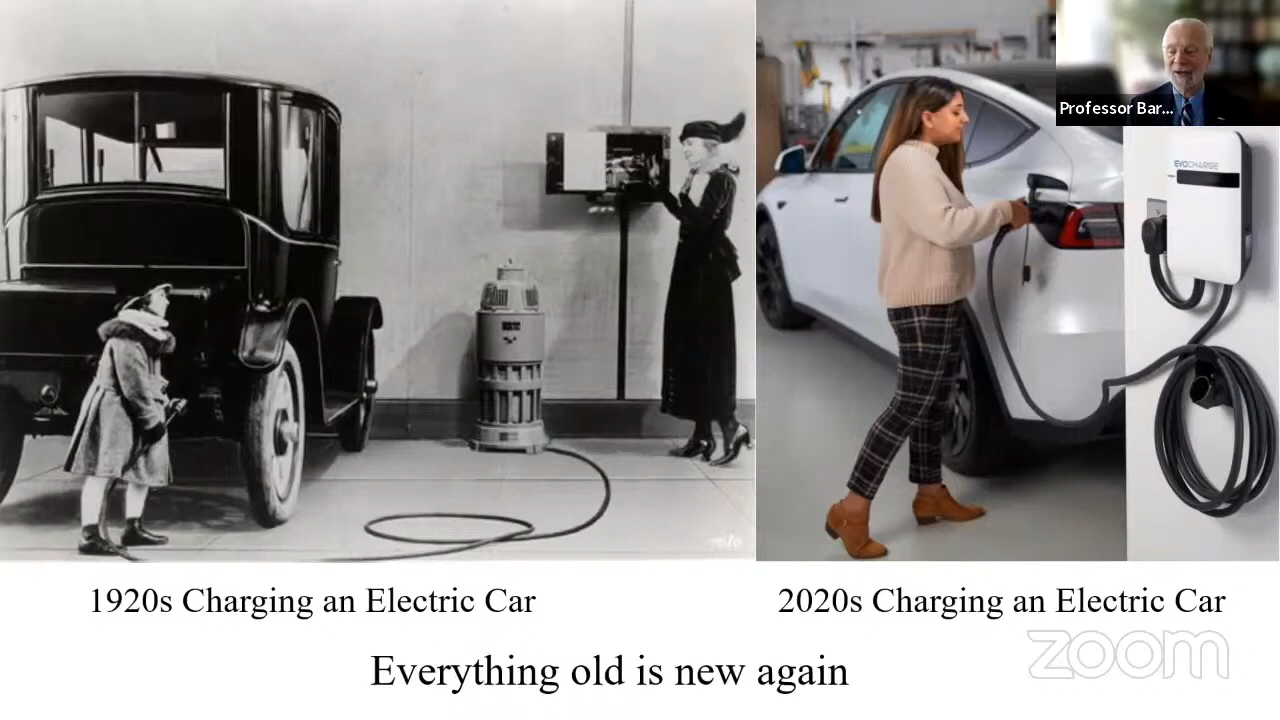 Professor Bar...
EVOCHARGE
1920s Charging an Electric Car
2020s Charging an Electric Car
Everything old is new again
zoom